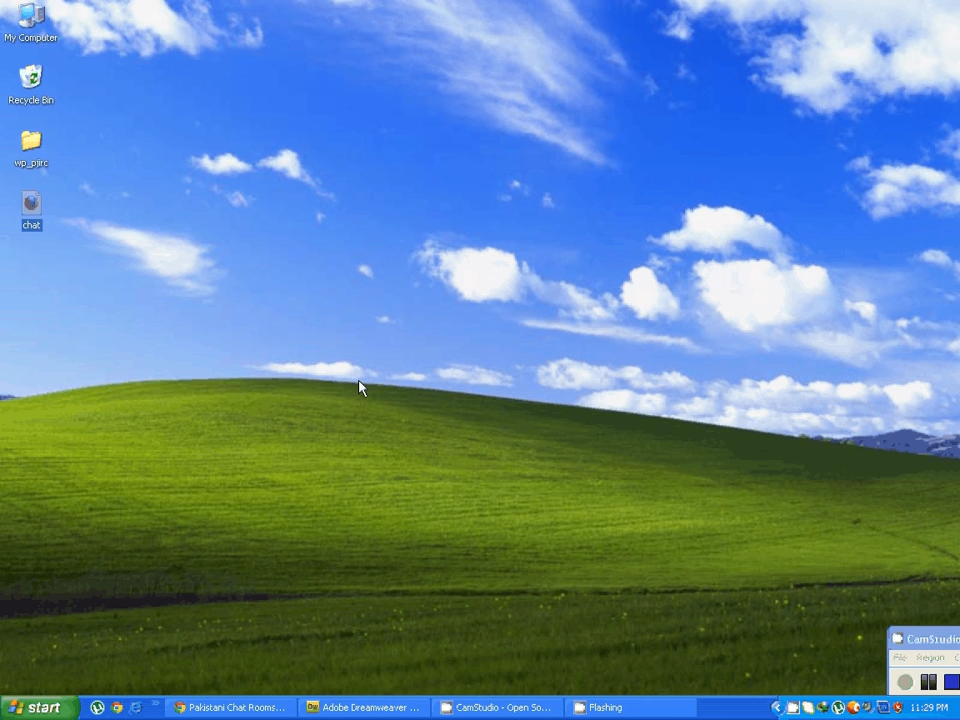 My Computer
Recycle Bin
wp_pjirc
chat
CamStudio
File Region
start
Pakistani Chat Rooms...
Adobe Dreamweaver ...
CamStudio - Open So...
Flashing
11:29 PM